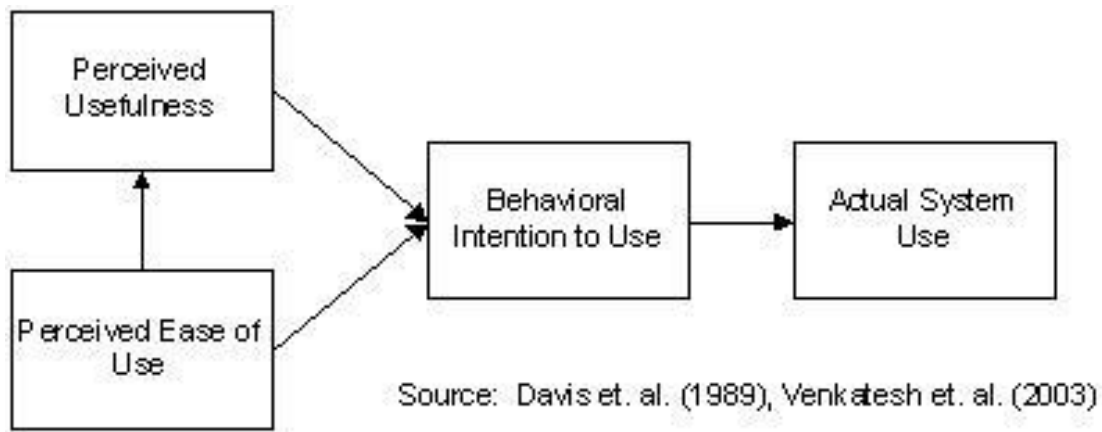 Perceived
Usefulness
Behavioral
Intention to Use
Actual System
Use
Perceived Ease of
Use
Source: Davis et. al. (1989), Venkatesh et. al. (2003)